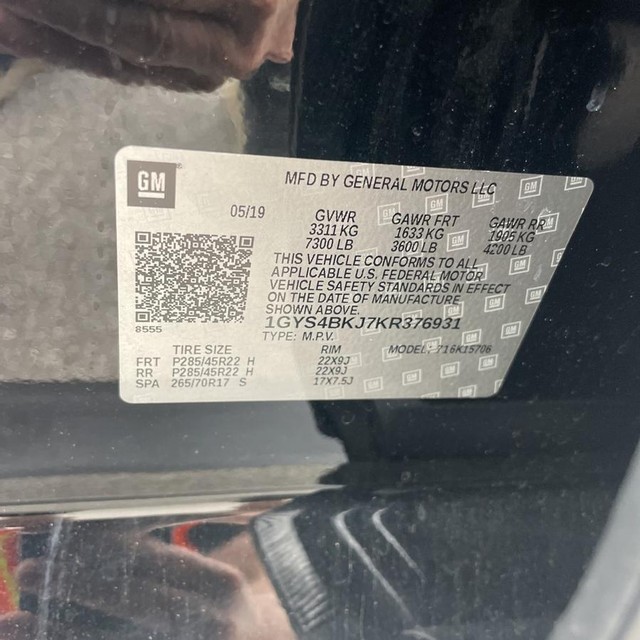 GM
MFD BY GENERAL MOTORS LLC
05/19 GVWR GAWR FRT GAWR RR
3311 KG 1633 KG 1905 KG
7300 LB 3600 LB 4200 LB
THIS VEHICLE CONFORMS TO ALL
APPLICABLE U.S. FEDERAL MOTOR
VEHICLE SAFETY STANDARDS IN EFFECT
ON THE DATE OF MANUFACTURE
SHOWN ABOVE.
8555 1GYS4BKJ7KR376931
TYPE: M.P.V.
TIRE SIZE RIM MODEL: 716K15706
FRT P285/45R22 H 22X9J
RR P285/45R22 H 22X9J
SPA 265/70R17 S 17X7.5J